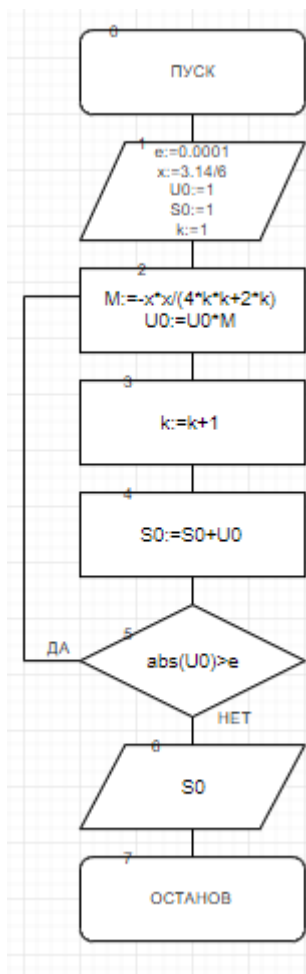 0
ПУСК
1
e:=0.0001
x:=3.14/6
U0:=1
S0:=1
k:=1
2
M:=-x*x/(4*k*k+2*k)
U0:=U0*M
3
k:=k+1
4
S0:=S0+U0
5
ДА
abs(U0)>e
НЕТ
6
S0
7
ОСТАНОВ